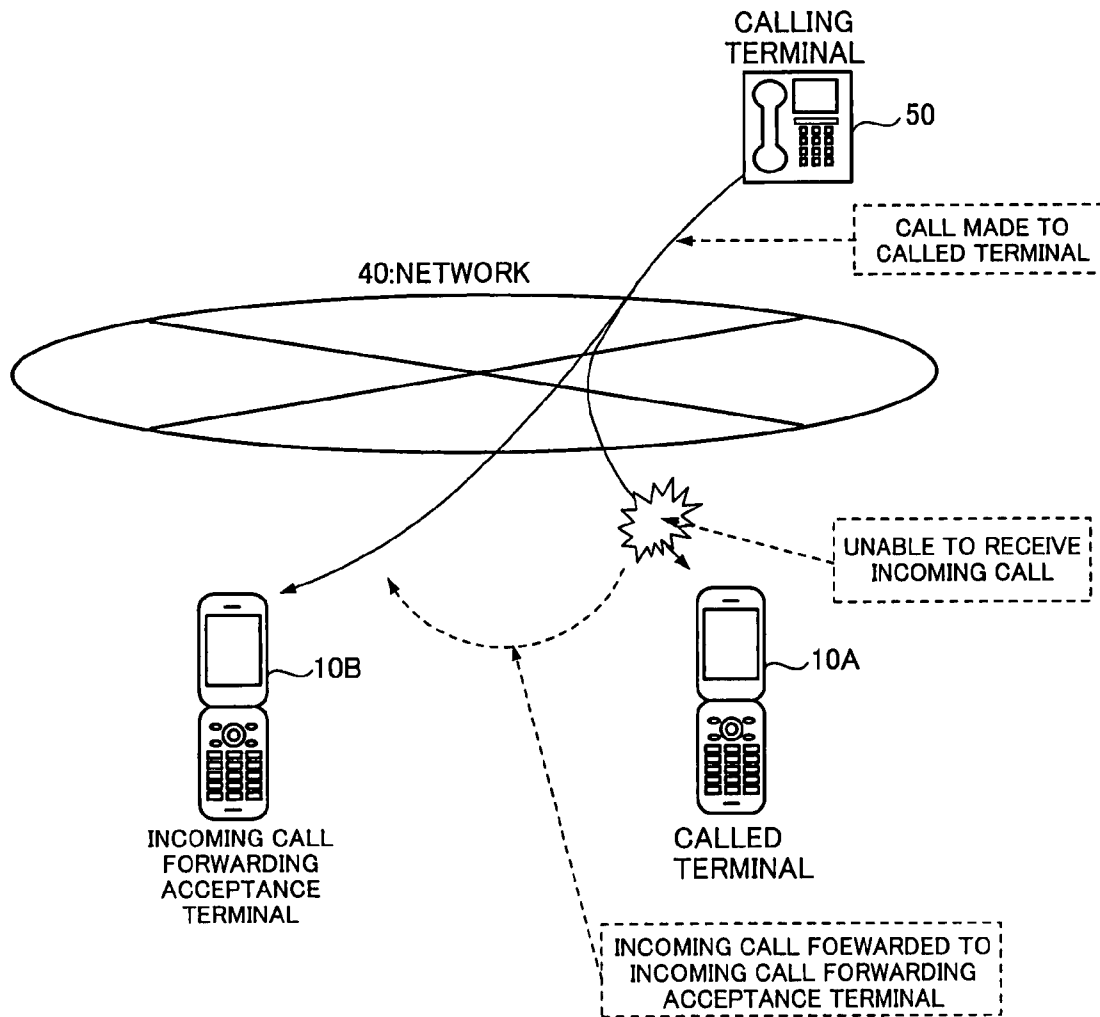 CALLING
TERMINAL
50
CALL MADE TO
CALLED TERMINAL
40:NETWORK
UNABLE TO RECEIVE
INCOMING CALL
10B
10A
INCOMING CALL
FORWARDING
ACCEPTANCE
TERMINAL
CALLED
TERMINAL
INCOMING CALL FOEWARDED TO
INCOMING CALL FORWARDING
ACCEPTANCE TERMINAL